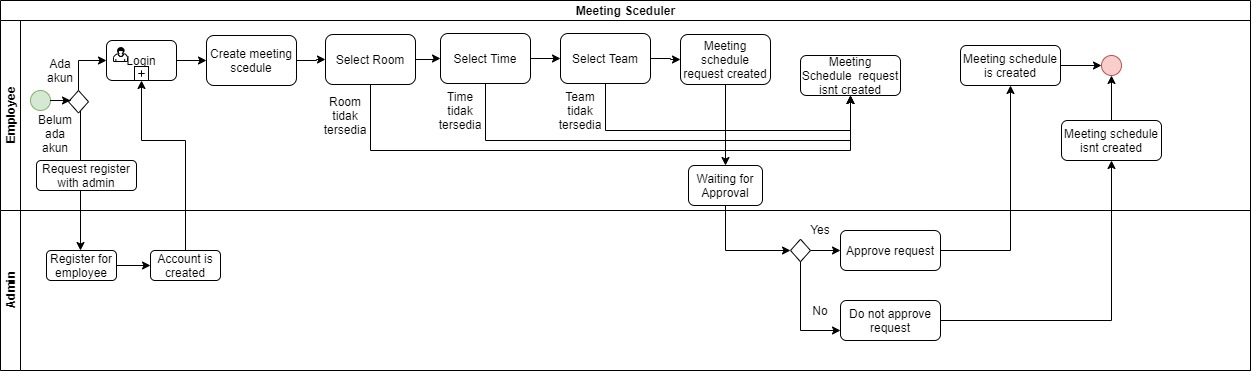 Meeting Sceduler
Employee
Ada
akun
Belum
ada
akun
Login
Create meeting
scedule
Select Room
Select Time
Select Team
Meeting
schedule
request created
Meeting
Schedule request
isnt created
Meeting schedule
is created
Room
tidak
tersedia
Time
tidak
tersedia
Team
tidak
tersedia
Meeting schedule
isnt created
Request register
with admin
Waiting for
Approval
Admin
Register for
employee
Account is
created
Yes
Approve request
No
Do not approve
request